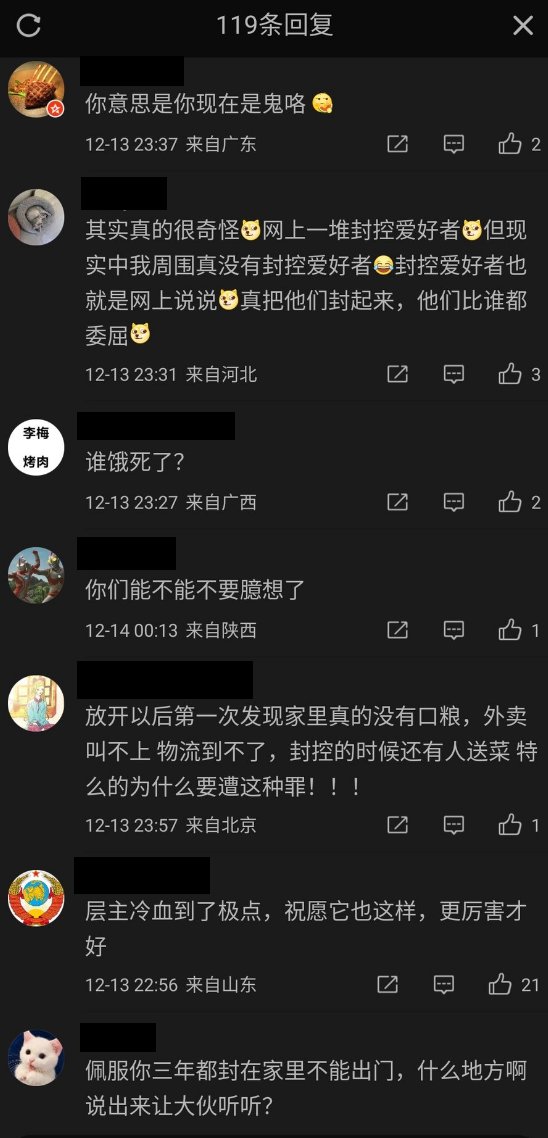 119条回复
你意思是你现在是鬼咯
12-13 23:37 来自广东
2
其实真的很奇怪🐶网上一堆封控爱好者🐶但现
实中我周围真没有封控爱好者😂封控爱好者也
就是网上说说🐶真把他们封起来，他们比谁都
委屈🐶
12-13 23:31 来自河北
3
李梅
烤肉
谁饿死了？
12-13 23:27 来自广西
2
你们能不能不要臆想了
12-14 00:13 来自陕西
1
放开以后第一次发现家里真的没有口粮，外卖
叫不上 物流到不了，封控的时候还有人送菜 特
么的为什么要遭这种罪！！！
12-13 23:57 来自北京
1
层主冷血到了极点，祝愿它也这样，更厉害才
好
12-13 22:56 来自山东
21
佩服你三年都封在家里不能出门，什么地方啊
说出来让大伙听听？